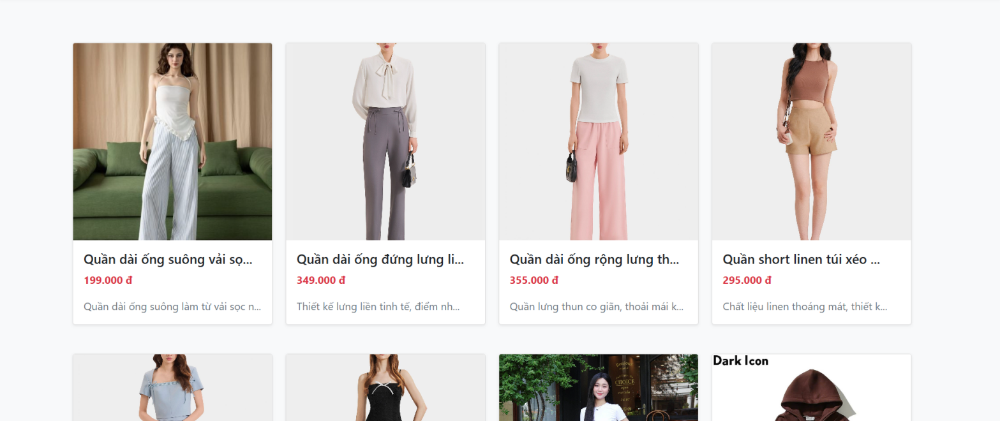 Quần dài ống suông vải sọ...
199.000 đ
Quần dài ống suông làm từ vải sọc n...
Quần dài ống đứng lưng li...
349.000 đ
Thiết kế lưng liền tinh tế, điểm nh...
Quần dài ống rộng lưng th...
355.000 đ
Quần lưng thun co giãn, thoải mái k...
Quần short linen túi xéo ...
295.000 đ
Chất liệu linen thoáng mát, thiết k...
CHOICE
Dark Icon